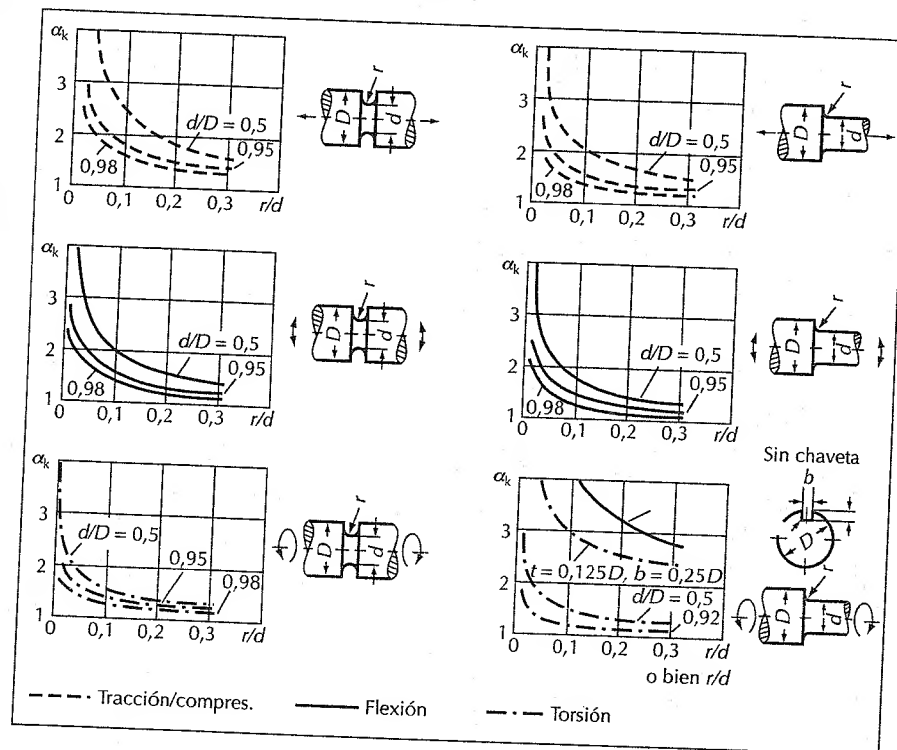 αk
3
2
1
0
0,1
0,2
0,3
r/d
d/D = 0,5
0,95
0,98
r
D
d
αk
4
3
2
1
0
0,1
0,2
0,3
r/d
d/D = 0,5
0,95
0,98
r
D
d
αk
3
2
1
0
0,1
0,2
0,3
r/d
d/D = 0,5
0,95
0,98
r
D
d
αk
4
3
2
1
0
0,1
0,2
0,3
r/d
d/D = 0,5
0,95
0,98
r
D
d
αk
3
2
1
0
0,1
0,2
0,3
r/d
d/D = 0,5
0,95
0,98
r
D
d
αk
4
3
2
1
0
0,1
0,2
0,3
r/d
o bien r/d
t = 0,125D, b = 0,25D
d/D = 0,5
0,92
Sin chaveta
b
D
r
D
d
Tracción/compres.
Flexión
Torsión